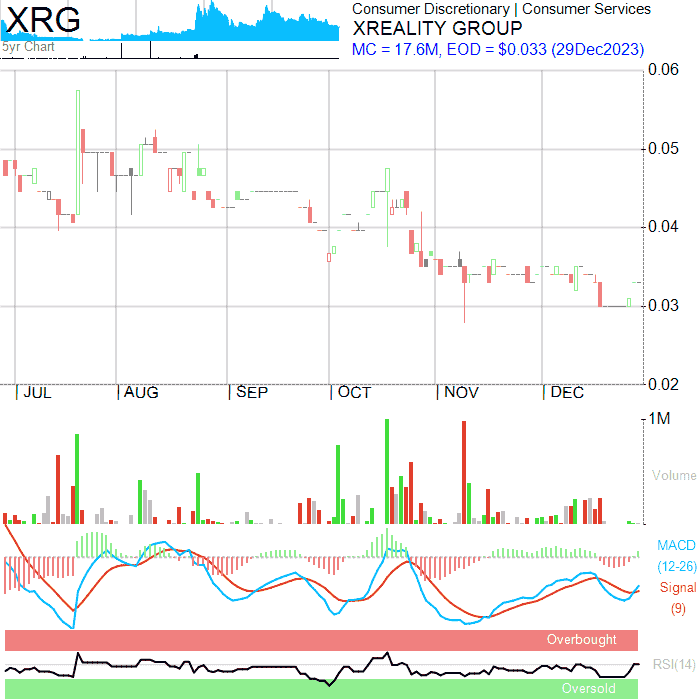 XRG
5yr Chart
Consumer Discretionary | Consumer Services
XREALITY GROUP
MC = 17.6M, EOD = $0.033 (29Dec2023)
0.06
0.05
0.04
0.03
0.02
JUL AUG SEP OCT NOV DEC
1M
Volume
MACD
(12-26)
Signal
(9)
Overbought
RSI(14)
Oversold